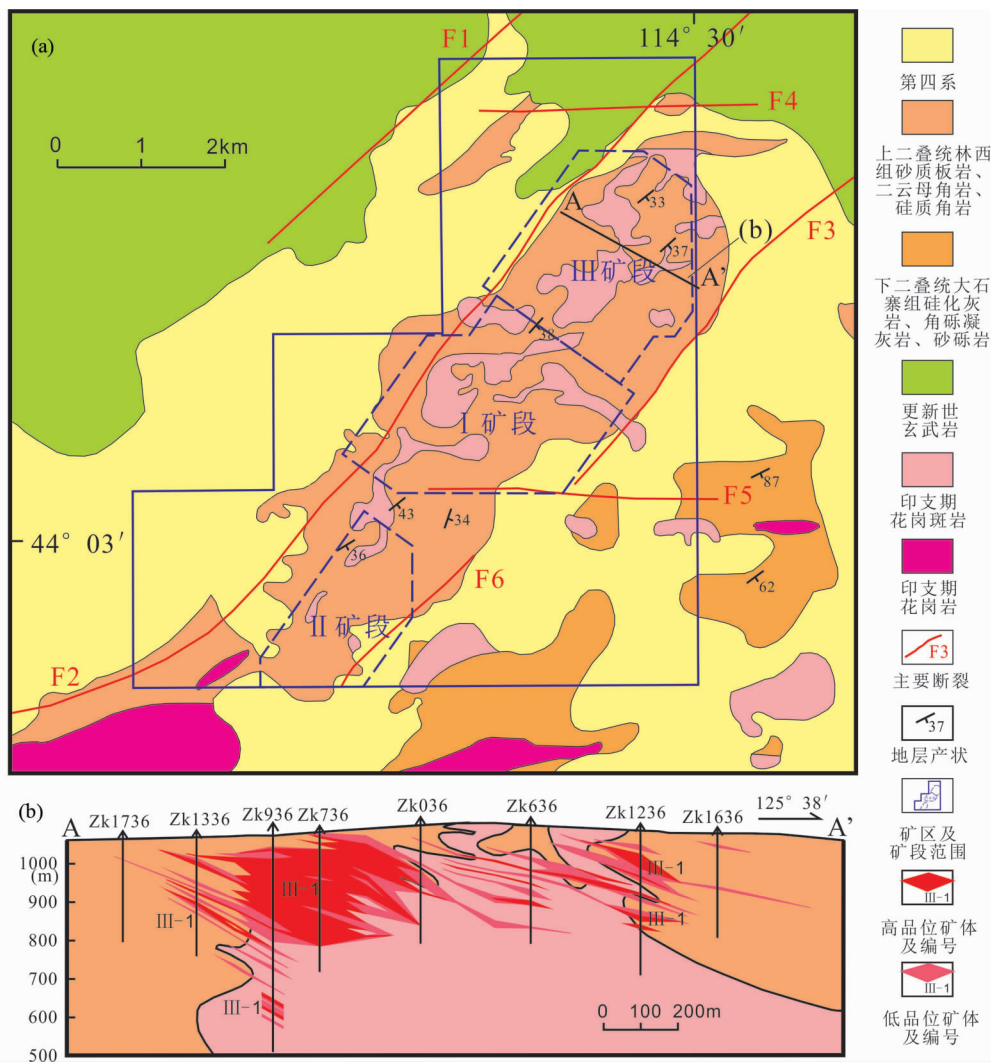 (a)
F1
114° 30′
F4
0 1 2km
A
33
(b)
F3
37
A'
III矿段
38
I矿段
87
F5
43
34
44° 03′
36
62
F6
II矿段
F2
第四系
上二叠统林西
组砂质板岩、
二云母角岩、
硅质角岩
下二叠统大石
寨组硅化灰
岩、角砾凝
灰岩、砂砾岩
更新世
玄武岩
印支期
花岗斑岩
印支期
花岗岩
F3
主要断裂
37
地层产状
矿区及
矿段范围
III-1
高品位矿体
及编号
III-1
低品位矿体
及编号
(b)
A
Zk1736
Zk1336
Zk936
Zk736
Zk036
Zk636
Zk1236
Zk1636
125° 38′
A'
1000
(m)
900
800
700
600
500
III-1
III-1
III-1
III-1
III-1
0 100 200m